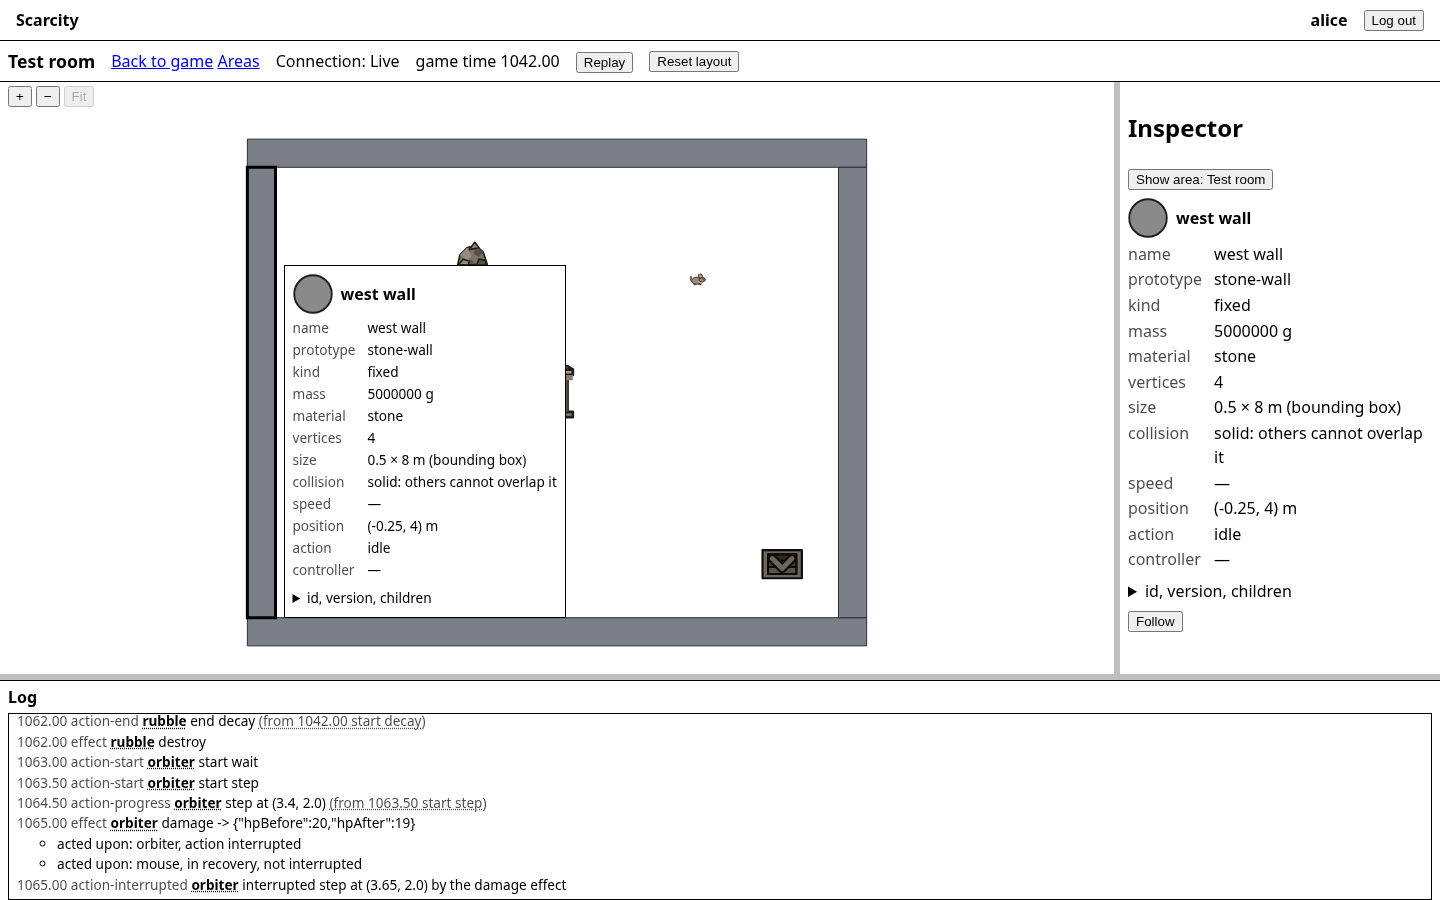 Scarcity
alice Log out
Test room Back to game Areas Connection: Live game time 1042.00 Replay Reset layout
+ − Fit
west wall
name west wall
prototype stone-wall
kind fixed
mass 5000000 g
material stone
vertices 4
size 0.5 × 8 m (bounding box)
collision solid: others cannot overlap it
speed —
position (-0.25, 4) m
action idle
controller —
▶ id, version, children
Inspector
Show area: Test room
west wall
name west wall
prototype stone-wall
kind fixed
mass 5000000 g
material stone
vertices 4
size 0.5 × 8 m (bounding box)
collision solid: others cannot overlap
it
speed —
position (-0.25, 4) m
action idle
controller —
▶ id, version, children
Follow
Log
1062.00 action-end rubble end decay (from 1042.00 start decay)
1062.00 effect rubble destroy
1063.00 action-start orbiter start wait
1063.50 action-start orbiter start step
1064.50 action-progress orbiter step at (3.4, 2.0) (from 1063.50 start step)
1065.00 effect orbiter damage -> {"hpBefore":20,"hpAfter":19}
acted upon: orbiter, action interrupted
acted upon: mouse, in recovery, not interrupted
1065.00 action-interrupted orbiter interrupted step at (3.65, 2.0) by the damage effect